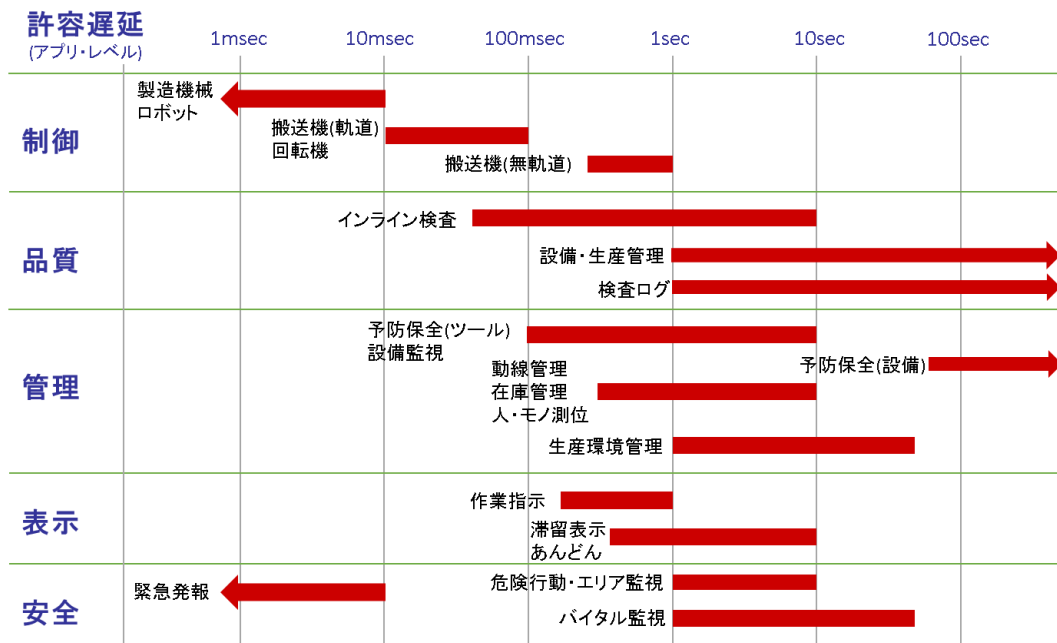 許容遅延
(アプリ・レベル)
1msec
10msec
100msec
1sec
10sec
100sec
制御
製造機械
ロボット
搬送機(軌道)
回転機
搬送機(無軌道)
品質
インライン検査
設備・生産管理
検査ログ
管理
予防保全(ツール)
設備監視
予防保全(設備)
動線管理
在庫管理
人・モノ測位
生産環境管理
表示
作業指示
滞留表示
あんどん
安全
緊急発報
危険行動・エリア監視
バイタル監視